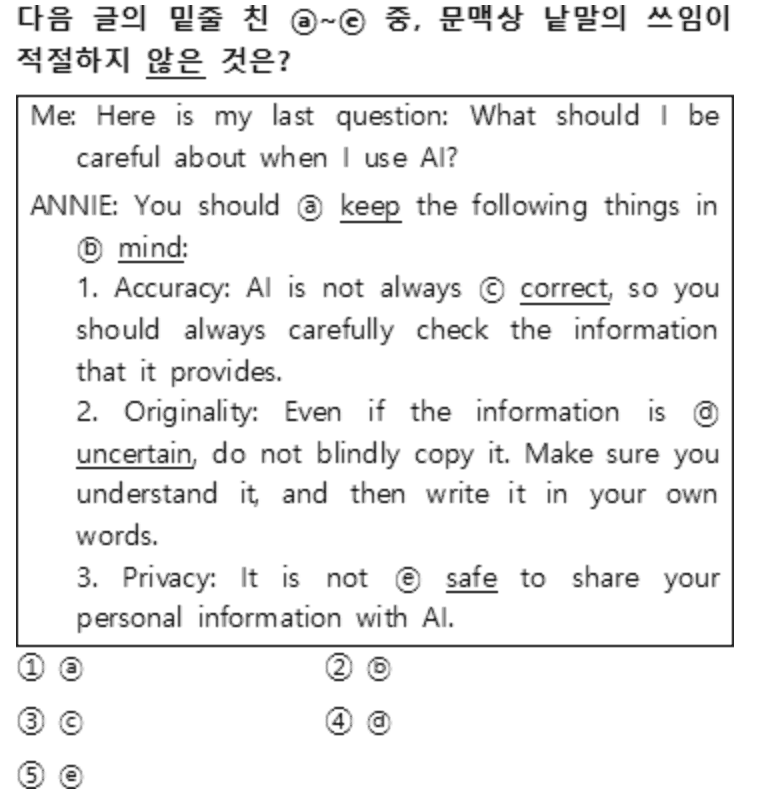 다음 글의 밑줄 친 ⓐ~ⓔ 중, 문맥상 낱말의 쓰임이
적절하지 않은 것은?
Me: Here is my last question: What should I be
careful about when I use AI?
ANNIE: You should ⓐ keep the following things in
ⓑ mind:
1. Accuracy: AI is not always ⓒ correct, so you
should always carefully check the information
that it provides.
2. Originality: Even if the information is ⓓ
uncertain, do not blindly copy it. Make sure you
understand it, and then write it in your own
words.
3. Privacy: It is not ⓔ safe to share your
personal information with AI.
① ⓐ ② ⓑ
③ ⓒ ④ ⓓ
⑤ ⓔ